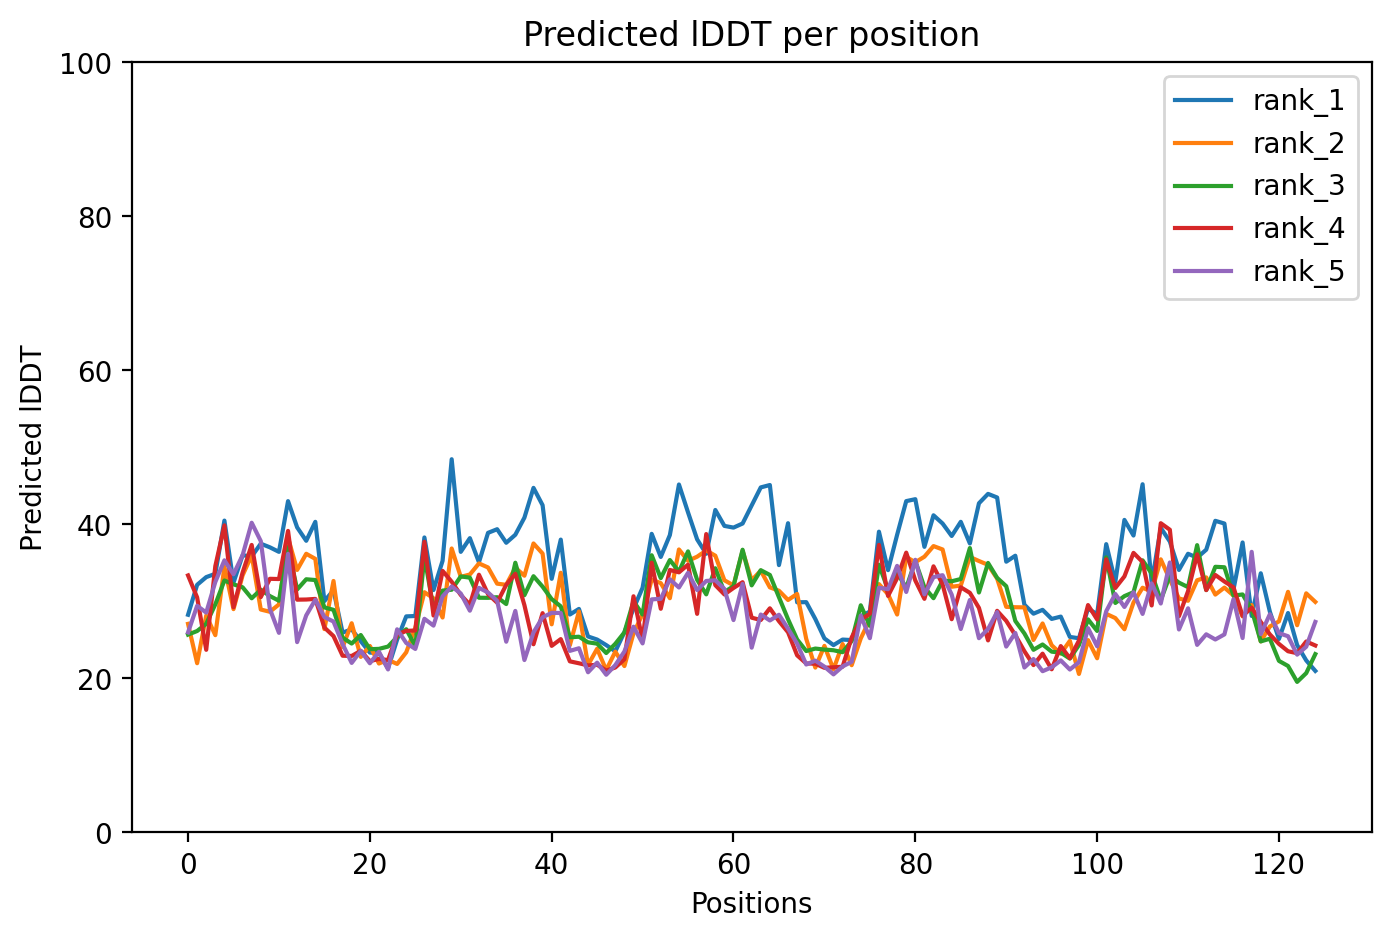 Predicted lDDT per position
100
80
60
40
20
0
Predicted lDDT
0 20 40 60 80 100 120
Positions
rank_1
rank_2
rank_3
rank_4
rank_5